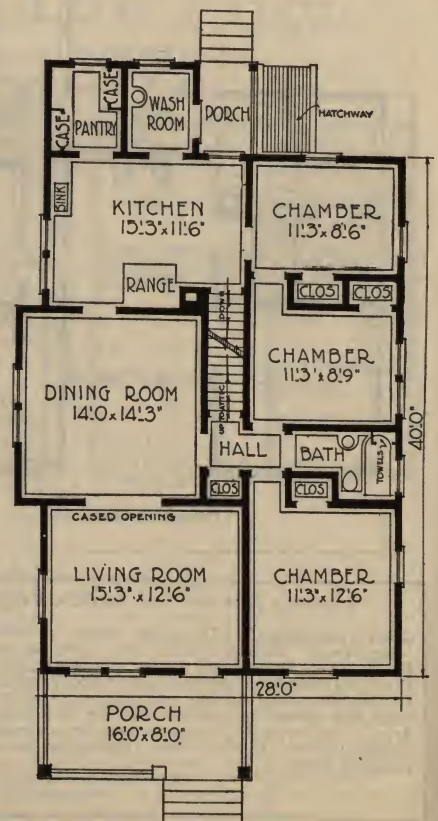 CASE
CASE
PANTRY
WASH
ROOM
PORCH
HATCHWAY
SINK
KITCHEN
15'3"x11'6"
CHAMBER
11'3"x8'6"
RANGE
CLOS
CLOS
DOWN
CHAMBER
11'3"x8'9"
DINING ROOM
14'0x14'3"
UP TO ATTIC
HALL
BATH
TOWELS
40'0"
CLOS
CLOS
CASED OPENING
LIVING ROOM
15'3"x12'6"
CHAMBER
11'3"x12'6"
28'0"
PORCH
16'0"x8'0"